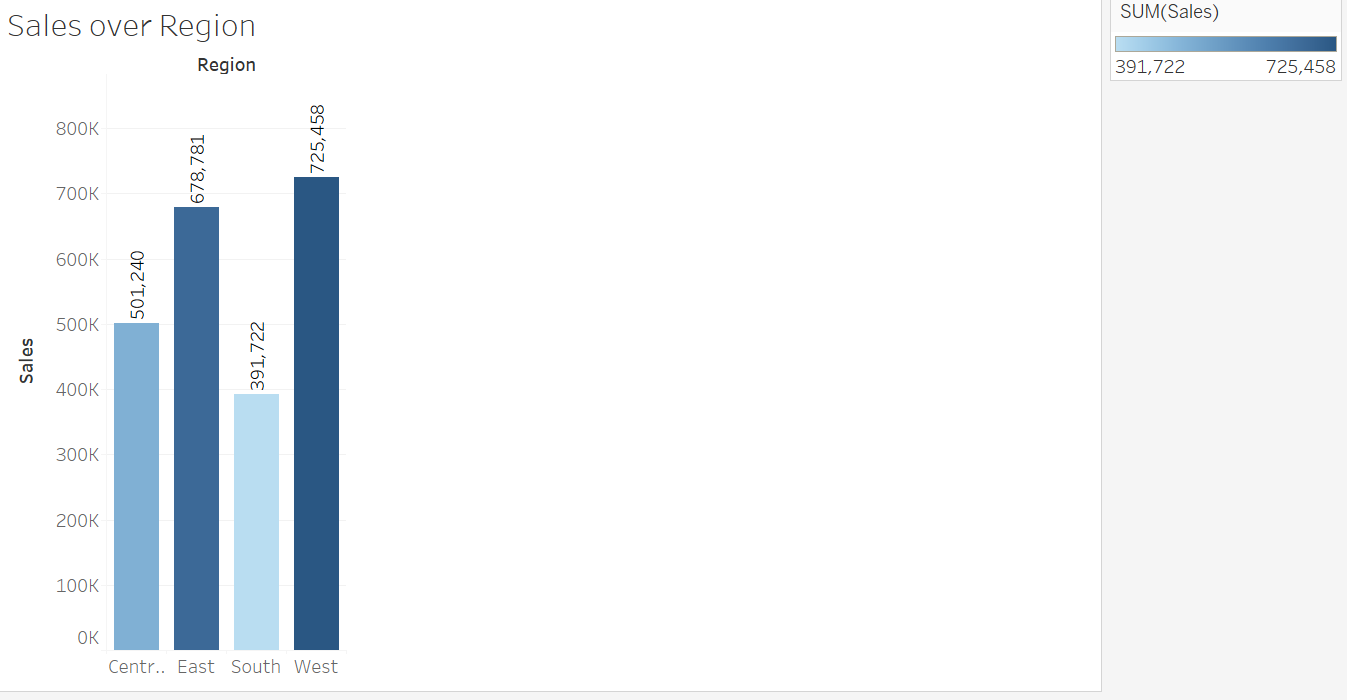 Sales over Region
SUM(Sales)
391,722 725,458
Region
Sales
800K
700K
600K
500K
400K
300K
200K
100K
0K
501,240
678,781
391,722
725,458
Centr.. East South West